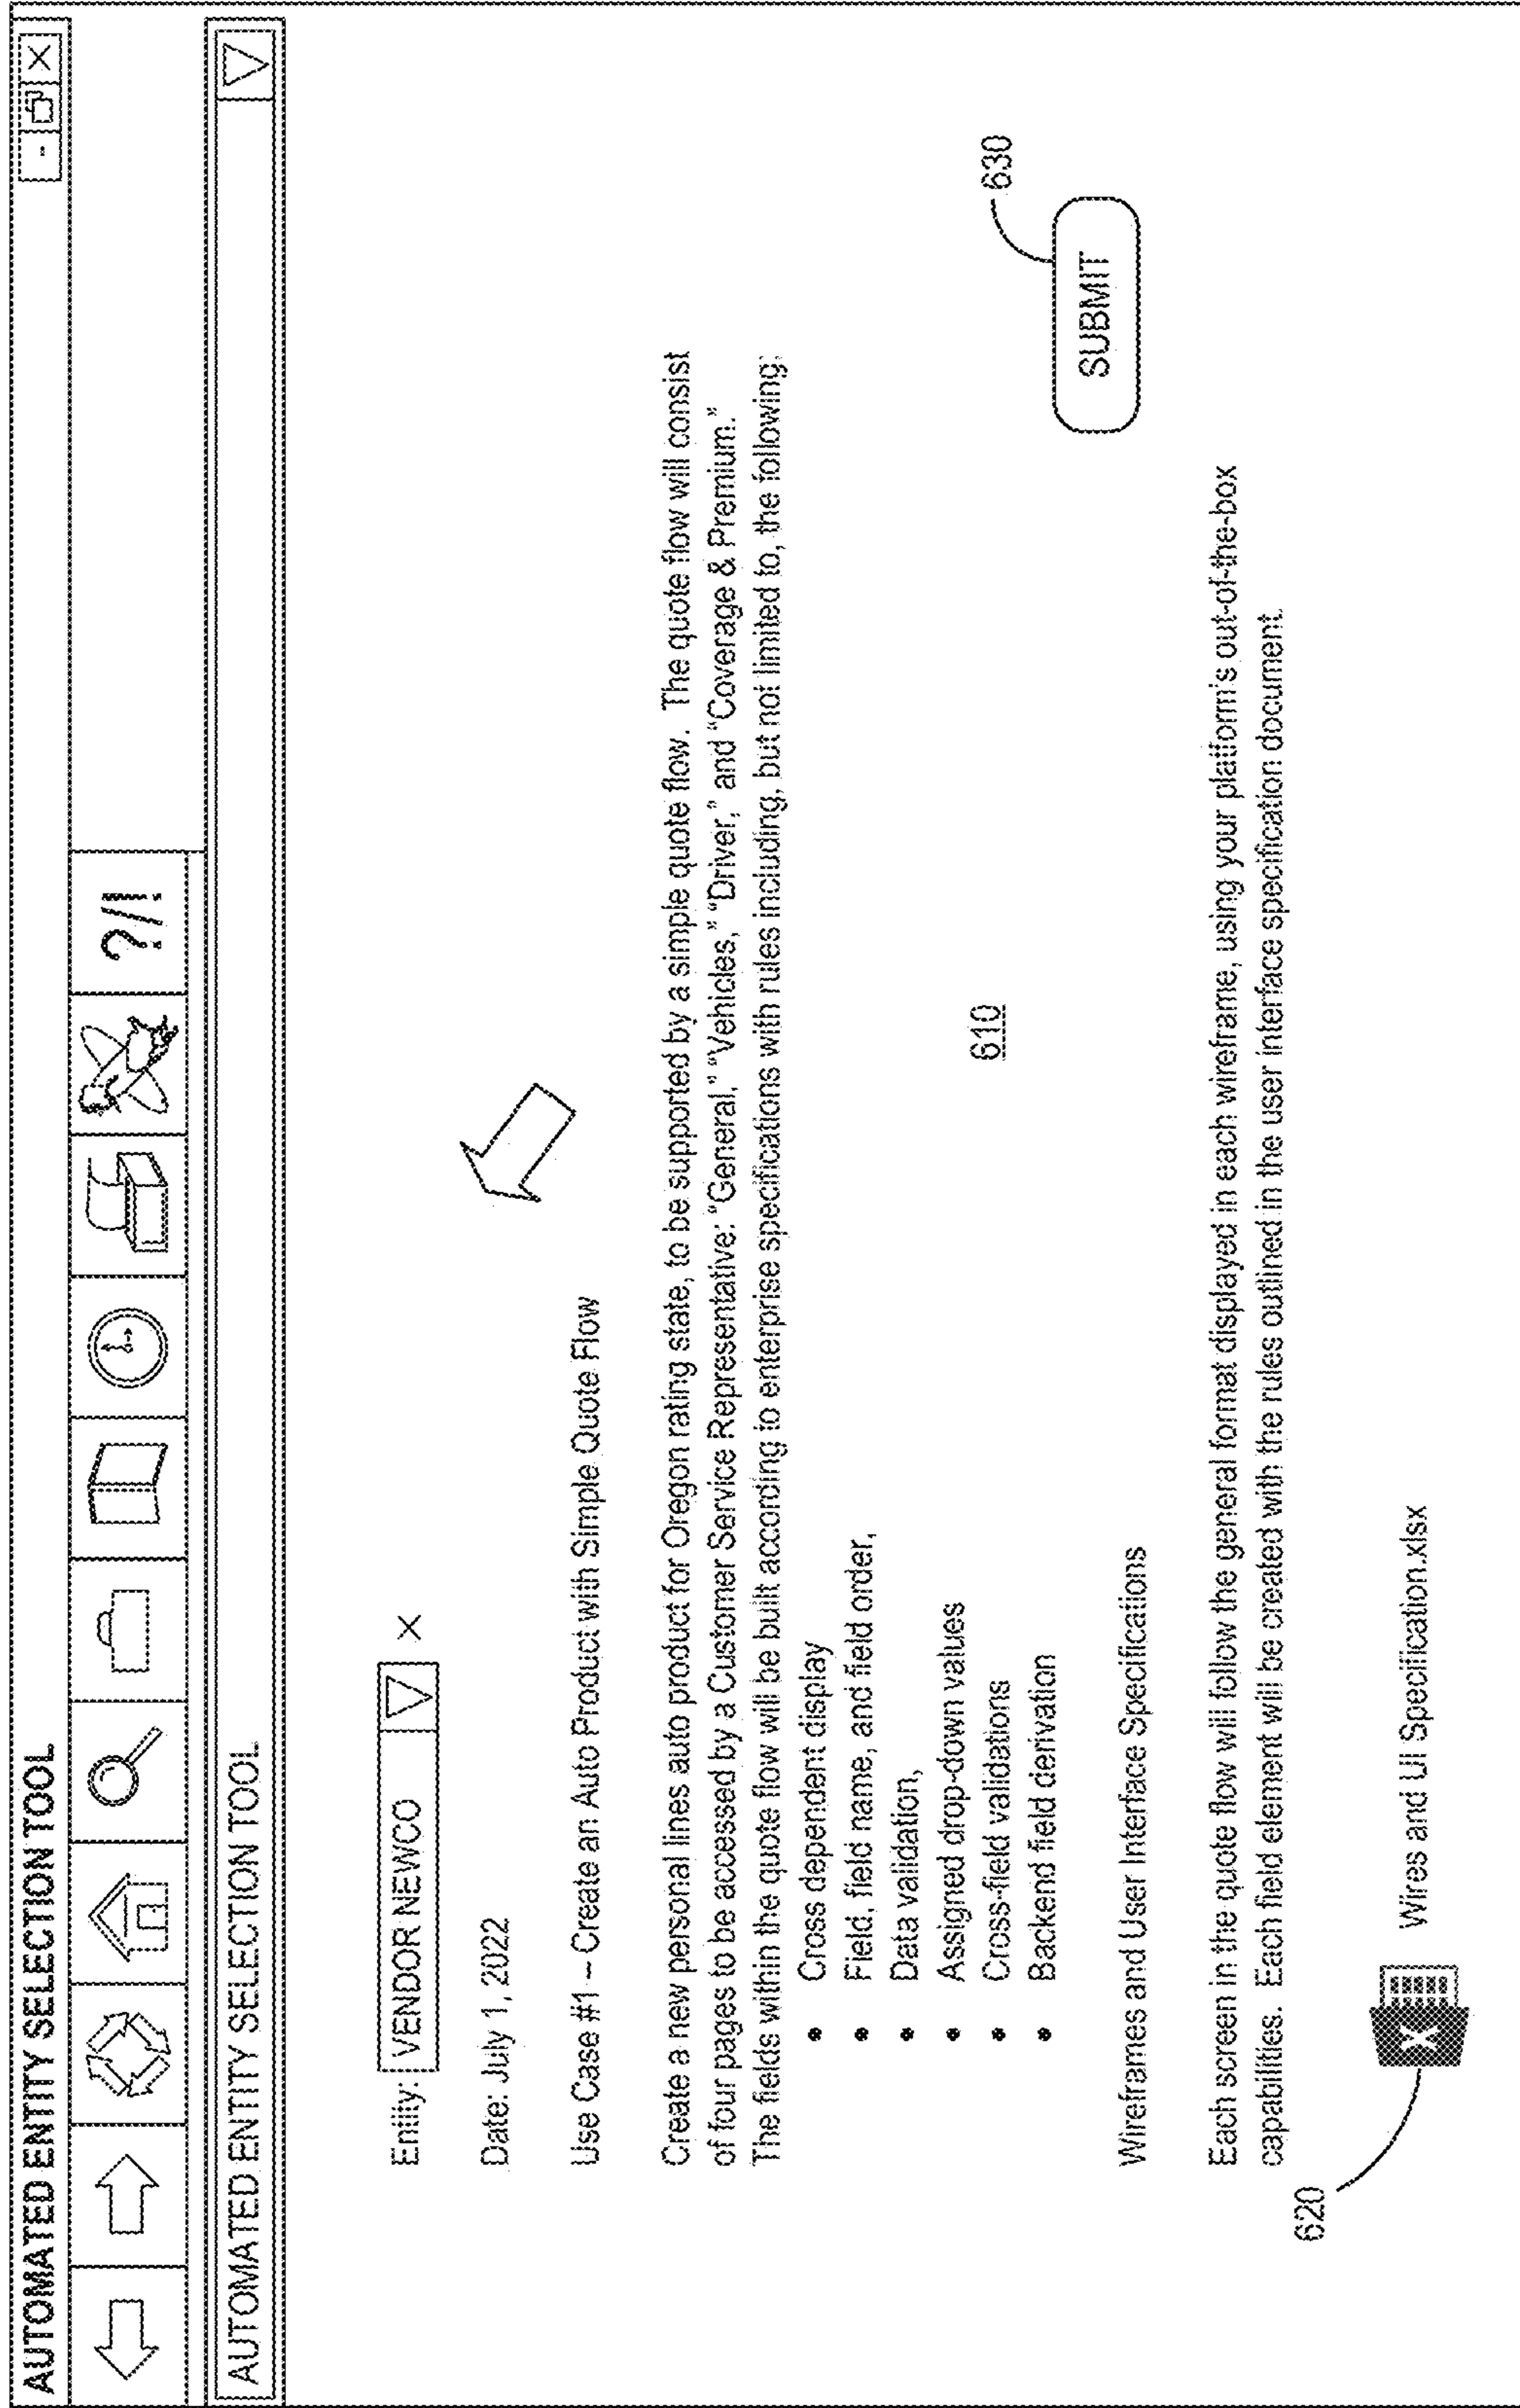 AUTOMATED ENTITY SELECTION TOOL
?/!
AUTOMATED ENTITY SELECTION TOOL
Entity: VENDOR NEWCO X
Date: July 1, 2022
Use Case #1 – Create an Auto Product with Simple Quote Flow
Create a new personal lines auto product for Oregon rating state, to be supported by a simple quote flow. The quote flow will consist
of four pages to be accessed by a Customer Service Representative: “General,” “Vehicles,” “Driver,” and “Coverage & Premium.”
The fields within the quote flow will be built according to enterprise specifications with rules including, but not limited to, the following:
• Cross dependent display
• Field, field name, and field order,
• Data validation,
• Assigned drop-down values
• Cross-field validations
• Backend field derivation
610
630
SUBMIT
Wireframes and User Interface Specifications
Each screen in the quote flow will follow the general format displayed in each wireframe, using your platform's out-of-the-box
capabilities. Each field element will be created with the rules outlined in the user interface specification document.
620
X
Wires and UI Specification.xlsx